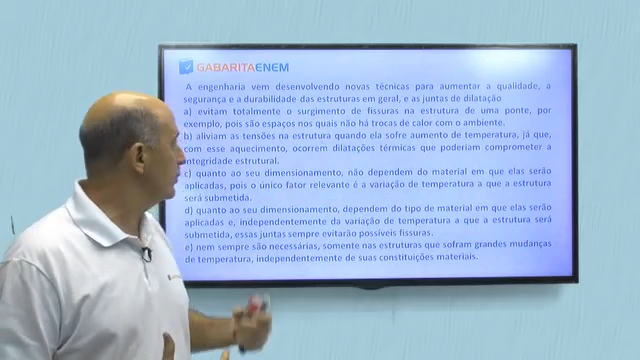 GABARITAENEM
A engenharia vem desenvolvendo novas técnicas para aumentar a qualidade, a
segurança e a durabilidade das estruturas em geral, e as juntas de dilatação
a) evitam totalmente o surgimento de fissuras na estrutura de uma ponte, por
exemplo, pois são espaços nos quais não há trocas de calor com o ambiente.
b) aliviam as tensões na estrutura quando ela sofre aumento de temperatura, já que,
com esse aquecimento, ocorrem dilatações térmicas que poderiam comprometer a
integridade estrutural.
c) quanto ao seu dimensionamento, não dependem do material em que elas serão
aplicadas, pois o único fator relevante é a variação de temperatura a que a estrutura
será submetida.
d) quanto ao seu dimensionamento, dependem do tipo de material em que elas serão
aplicadas e, independentemente da variação de temperatura a que a estrutura será
submetida, essas juntas sempre evitarão possíveis fissuras.
e) nem sempre são necessárias, somente nas estruturas que sofram grandes mudanças
de temperatura, independentemente de suas constituições materiais.